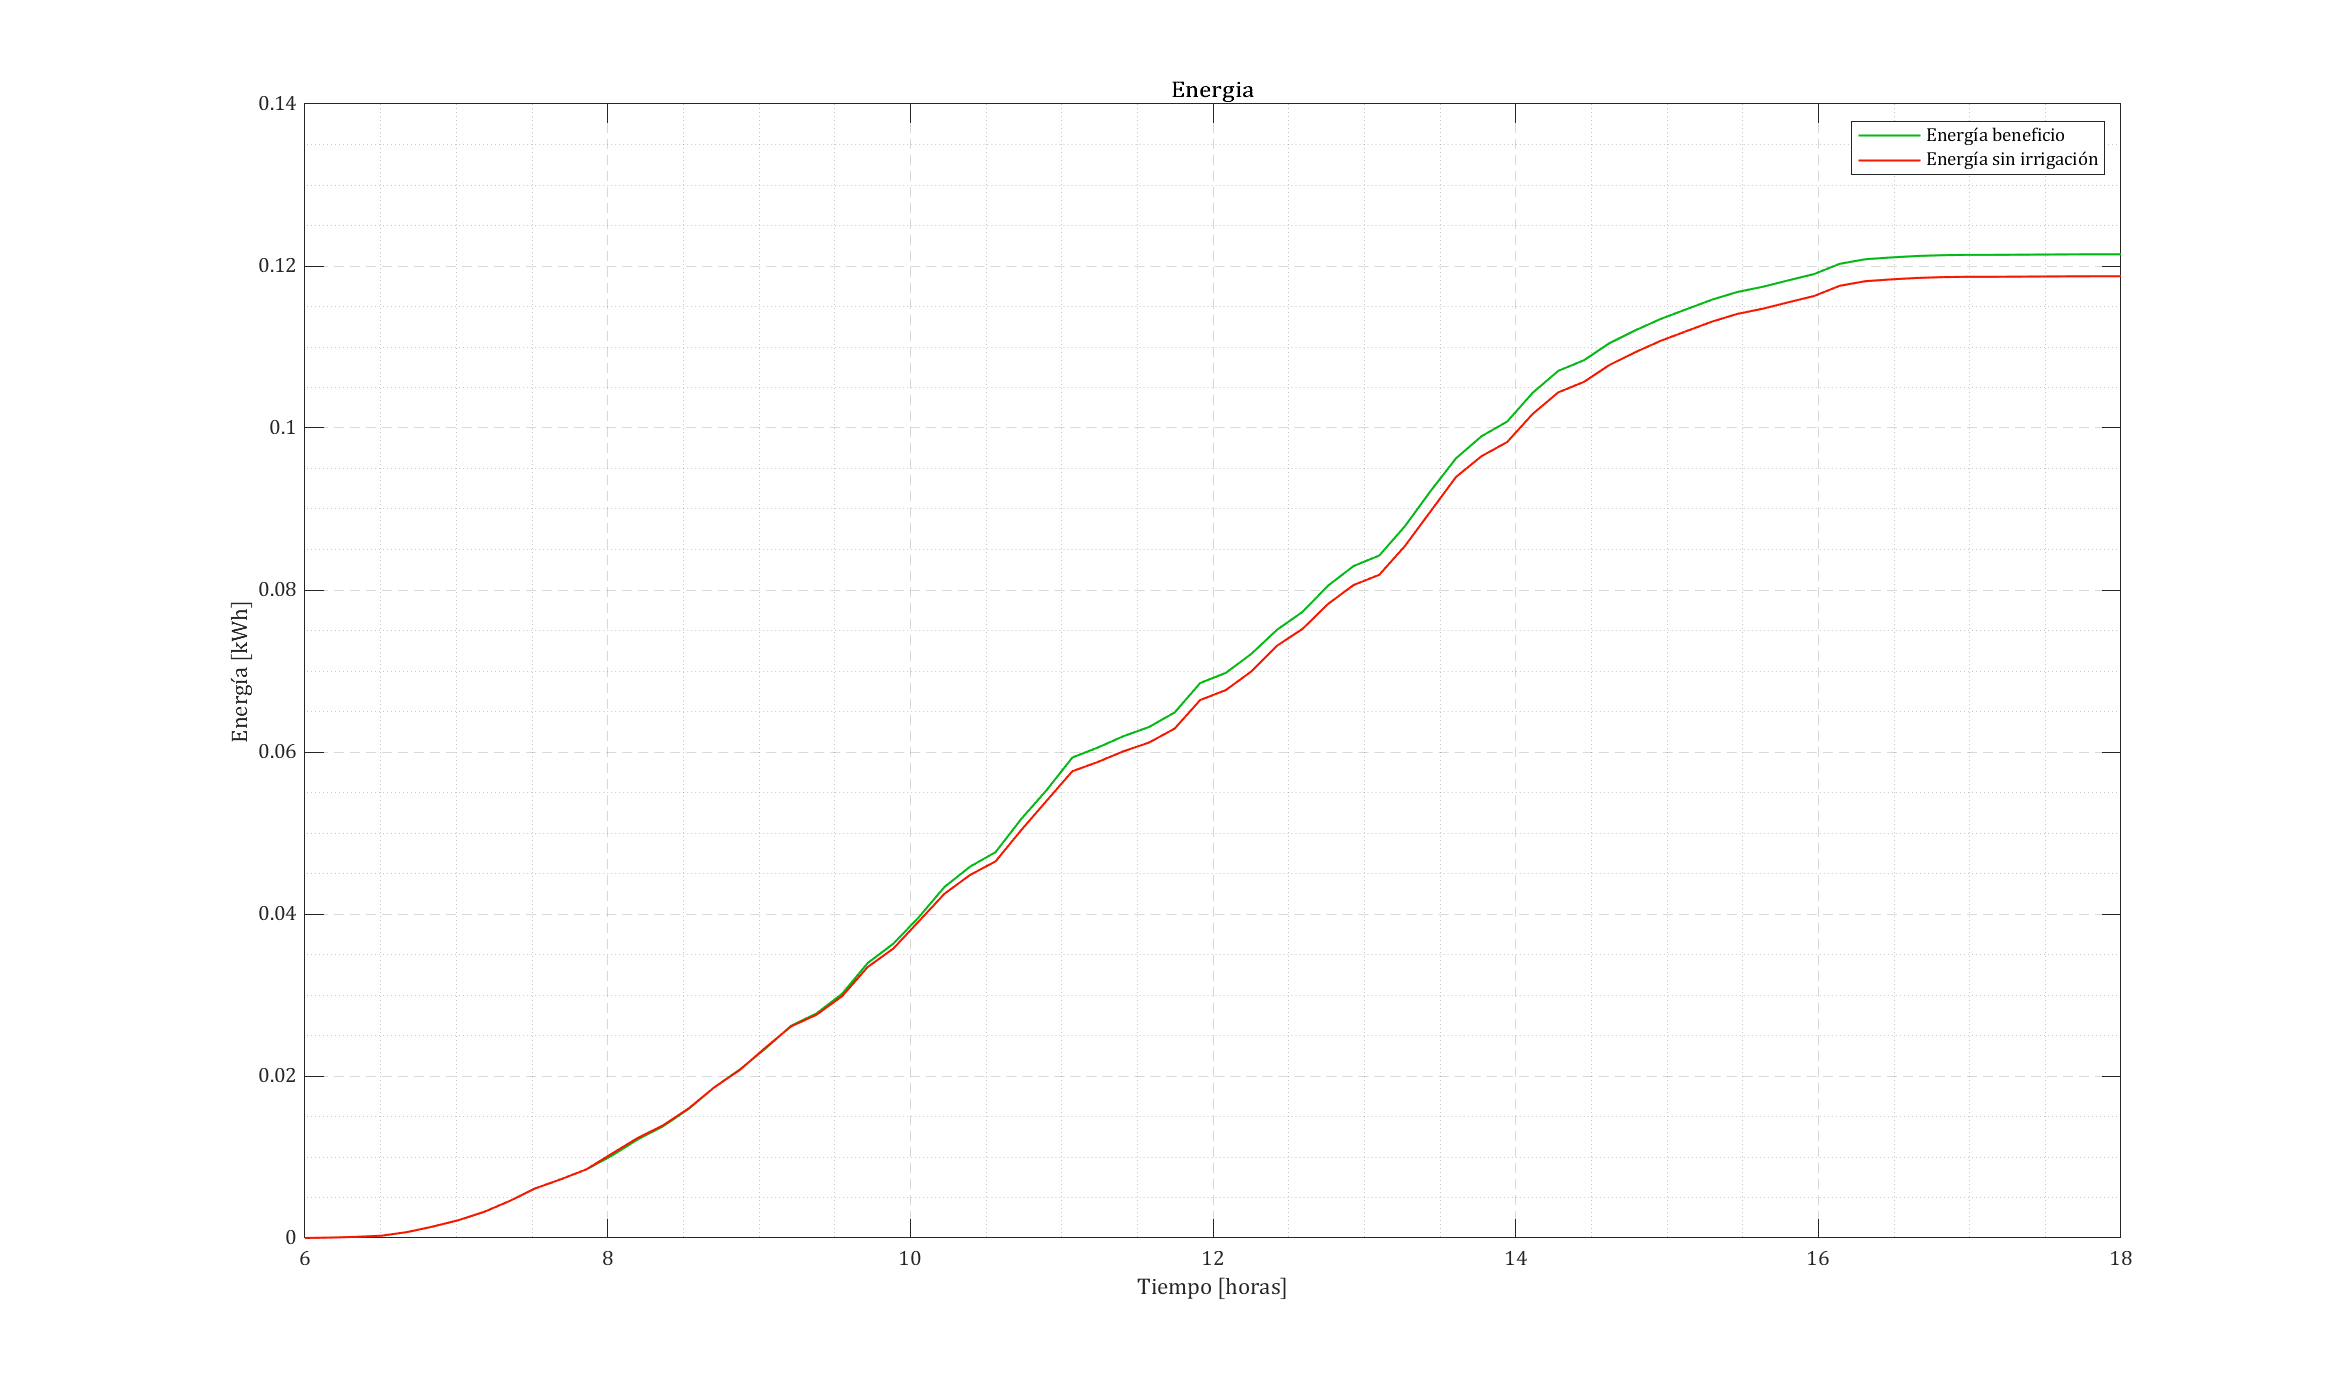 Energia
0.14
0.12
0.1
0.08
0.06
0.04
0.02
0
Energía [kWh]
Energía beneficio
Energía sin irrigación
6 8 10 12 14 16 18
Tiempo [horas]